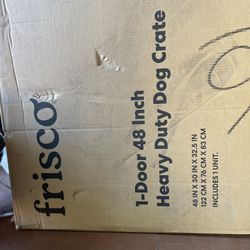 frisco
1-Door 48 Inch
Heavy Duty Dog Crate
48 IN X 30 IN X 32.5 IN
122 CM X 76 CM X 83 CM
INCLUDES 1 UNIT.